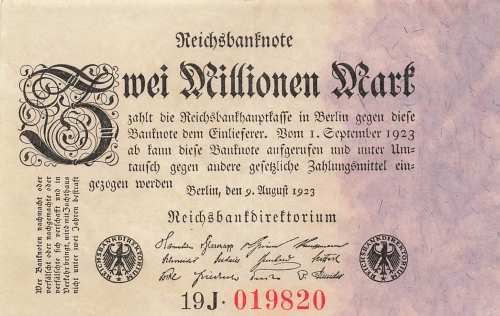 Reichsbanknote
Zwei Millionen Mark
zahlt die Reichsbankhauptkasse in Berlin gegen diese
Banknote dem Einlieferer. Vom 1. September 1923
ab kann diese Banknote aufgerufen und unter Um-
tausch gegen andere gesetzliche Zahlungsmittel ein-
gezogen werden
Berlin, den 9. August 1923
Reichsbankdirektorium
Wer Banknoten nachmacht oder
verfälscht oder nachgemachte oder
verfälschte sich verschafft und in
Verkehr bringt, wird mit Zuchthaus
nicht unter zwei Jahren bestraft
REICHSBANKDIREKTORIUM
REICHSBANKDIREKTORIUM
19J· 019820